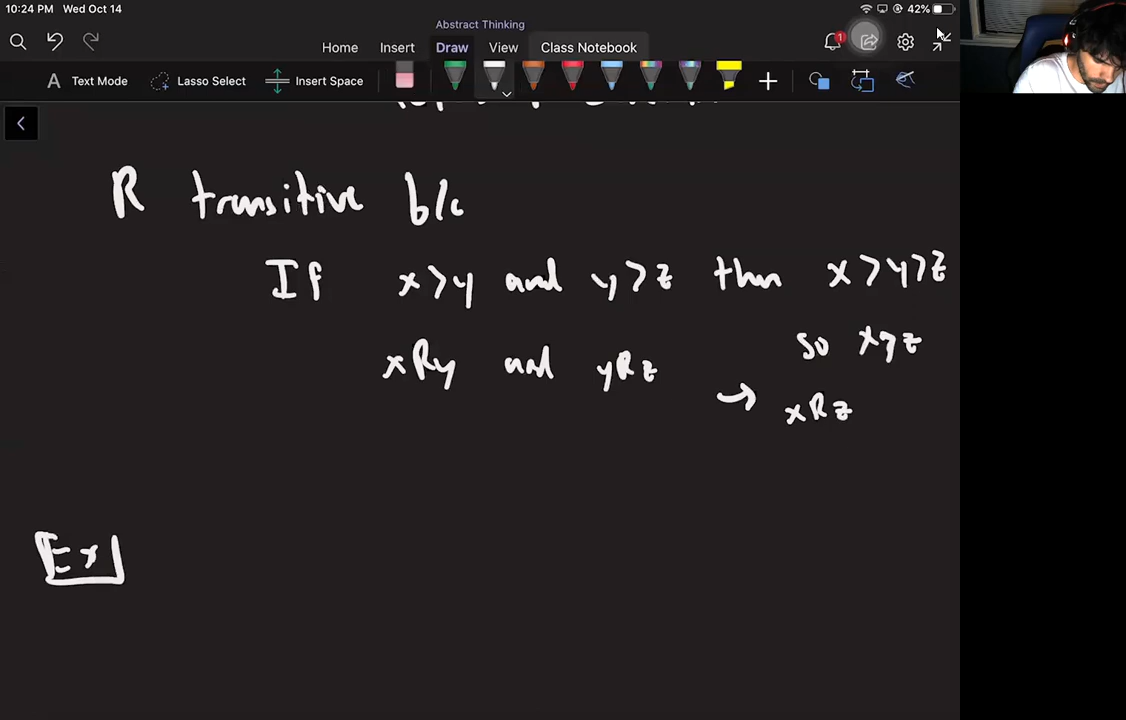 10:24 PM Wed Oct 14
42%
Abstract Thinking
Home Insert Draw View Class Notebook
1
A Text Mode Lasso Select Insert Space
R transitive b/c
If x>y and y>z then x>y>z
so x>z
xRy and yRz
→ xRz
Ex